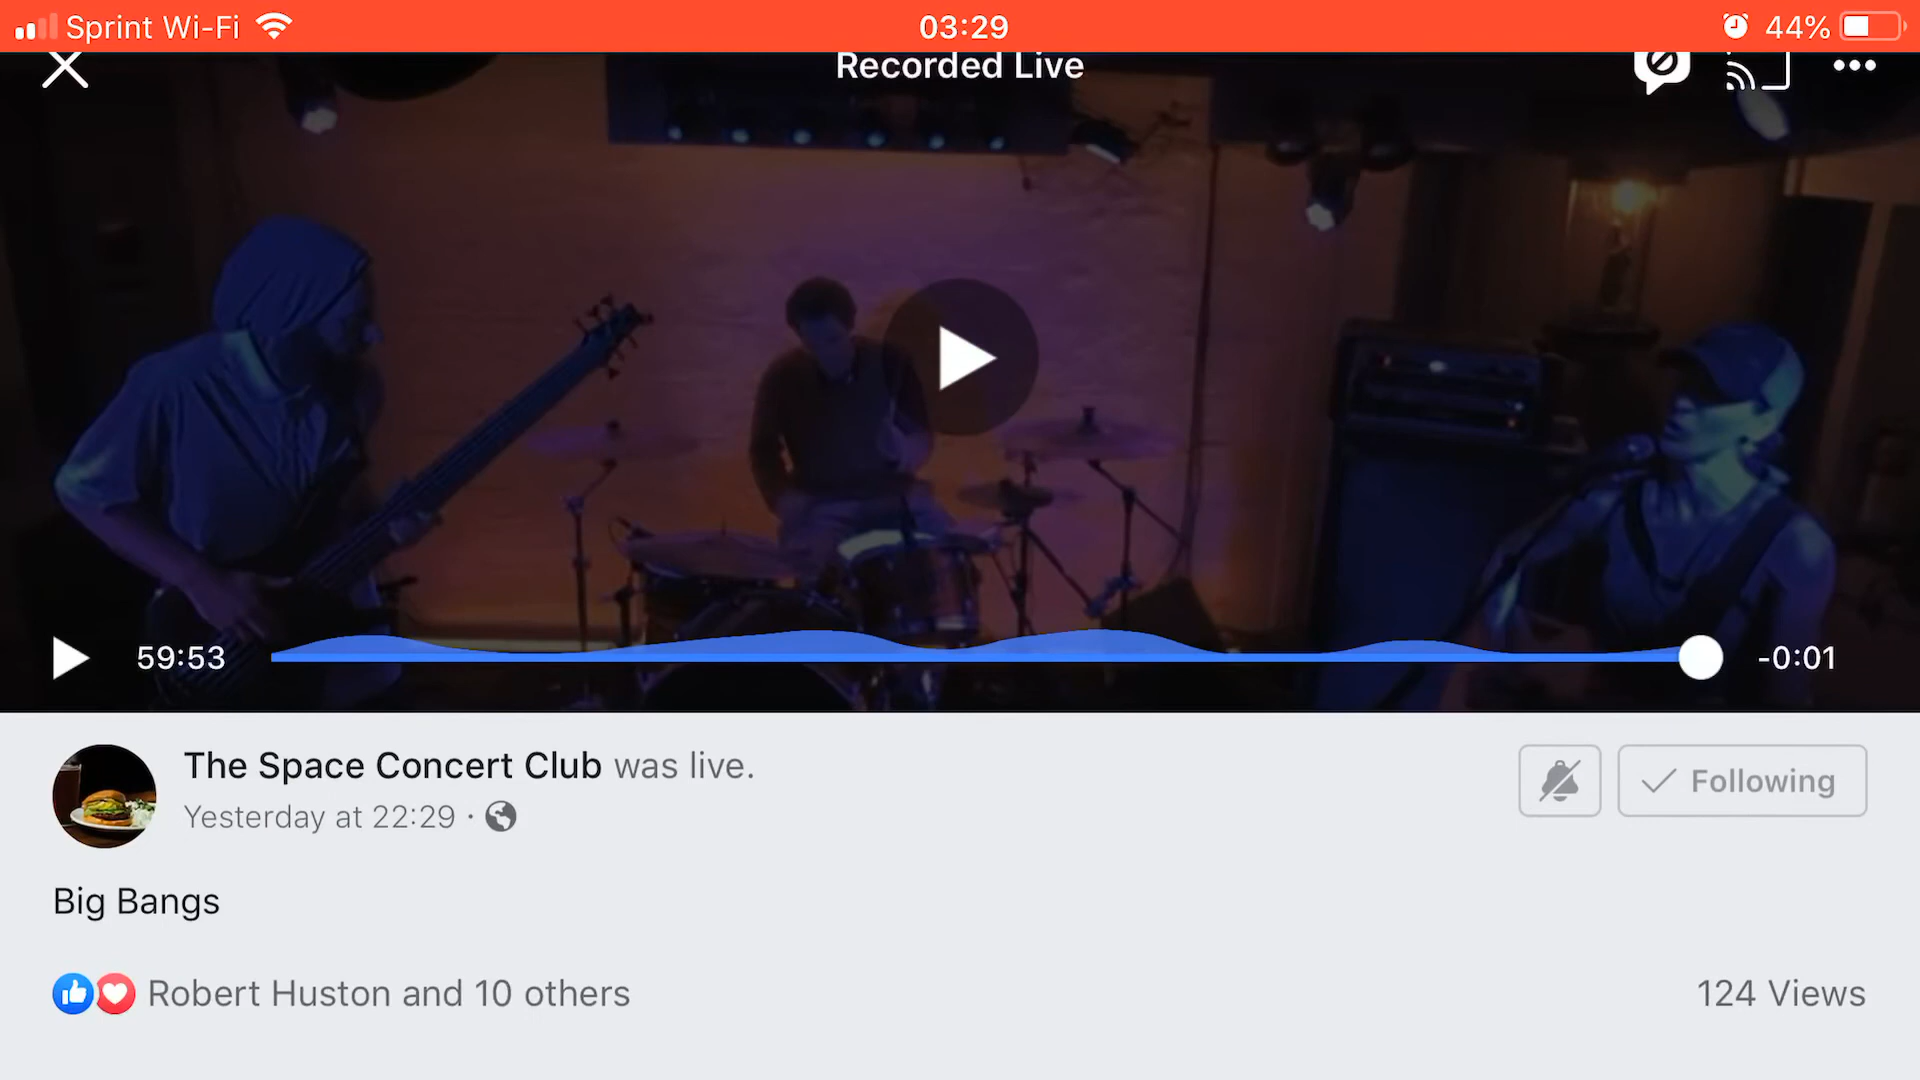 Sprint Wi-Fi
03:29
44%
Recorded Live
59:53
-0:01
The Space Concert Club was live.
Yesterday at 22:29 ·
Following
Big Bangs
Robert Huston and 10 others
124 Views